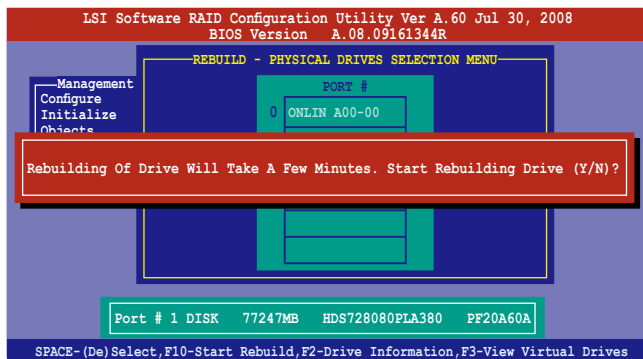 LSI Software RAID Configuration Utility Ver A.60 Jul 30, 2008
BIOS Version A.08.09161344R
REBUILD - PHYSICAL DRIVES SELECTION MENU
Management
PORT #
Configure
0 ONLIN A00-00
Initialize
Objects
Rebuilding Of Drive Will Take A Few Minutes. Start Rebuilding Drive (Y/N)?
Port # 1 DISK 77247MB HDS728080PLA380 PF20A60A
SPACE-(De)Select,F10-Start Rebuild,F2-Drive Information,F3-View Virtual Drives